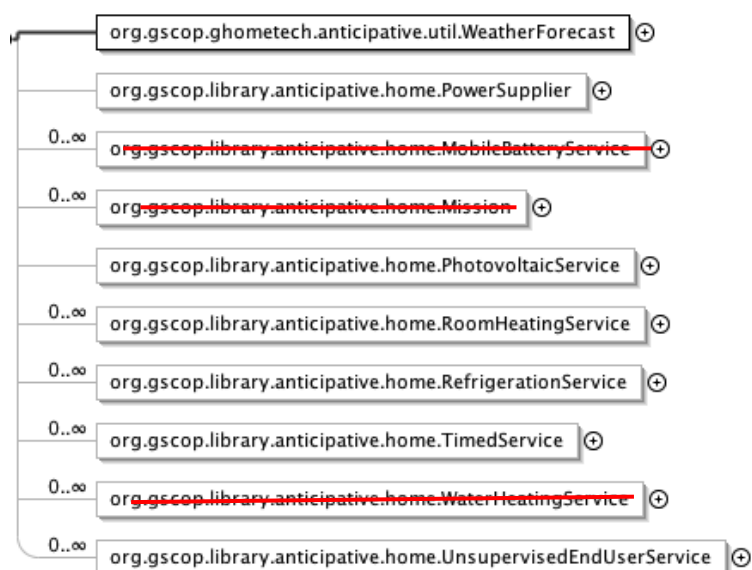 org.gscop.ghometech.anticipative.util.WeatherForecast
org.gscop.library.anticipative.home.PowerSupplier
0..∞
org.gscop.library.anticipative.home.MobileBatteryService
0..∞
org.gscop.library.anticipative.home.Mission
org.gscop.library.anticipative.home.PhotovoltaicService
0..∞
org.gscop.library.anticipative.home.RoomHeatingService
0..∞
org.gscop.library.anticipative.home.RefrigerationService
0..∞
org.gscop.library.anticipative.home.TimedService
0..∞
org.gscop.library.anticipative.home.WaterHeatingService
0..∞
org.gscop.library.anticipative.home.UnsupervisedEndUserService